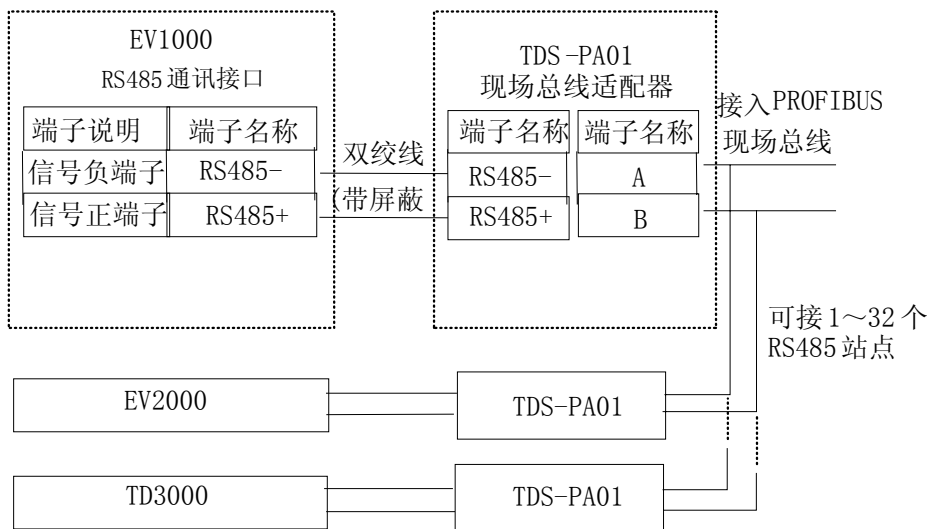 EV1000
RS485通讯接口
端子说明 端子名称
信号负端子 RS485-
信号正端子 RS485+
双绞线
(带屏蔽
TDS-PA01
现场总线适配器
端子名称 端子名称
RS485- A
RS485+ B
接入PROFIBUS
现场总线
可接1～32个
RS485站点
EV2000
TDS-PA01
TD3000
TDS-PA01